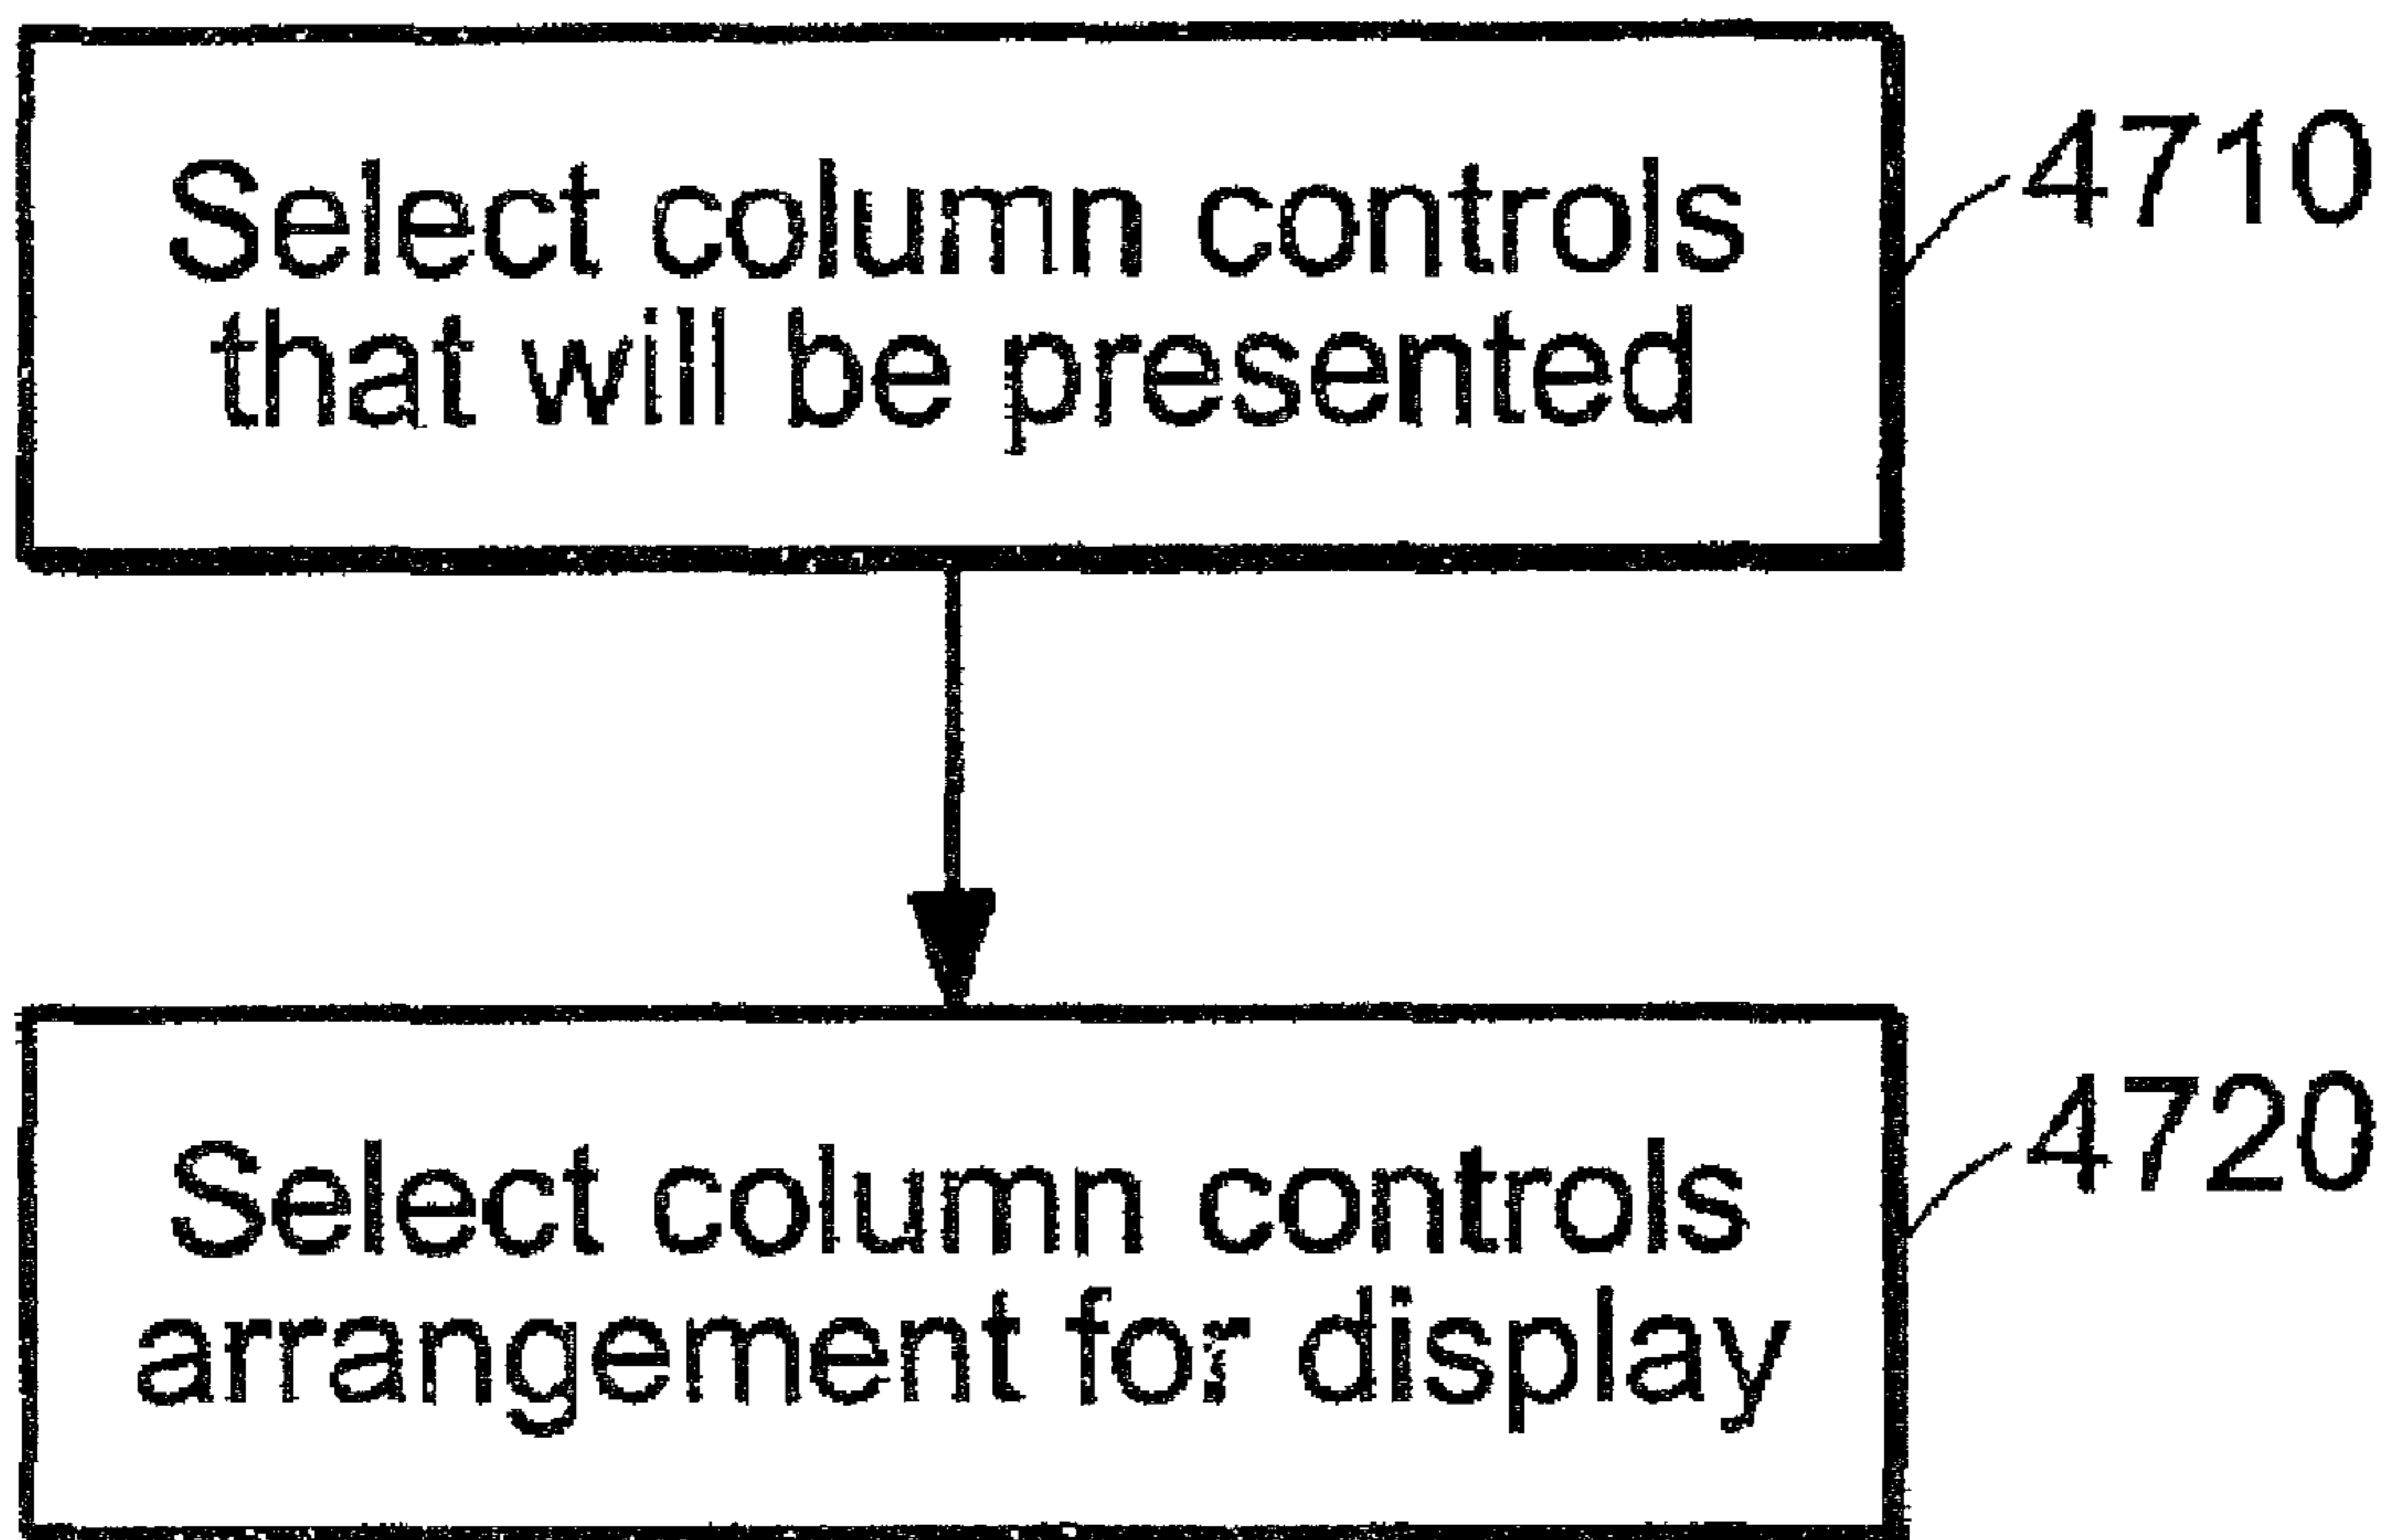 Select column controls
that will be presented
4710
Select column controls
arrangement for display
4720